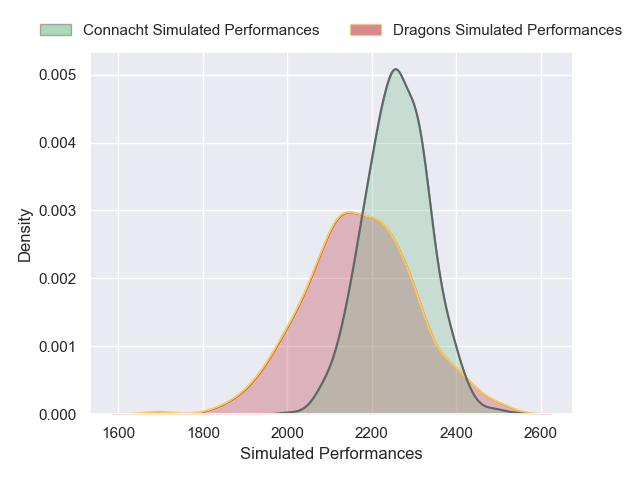 Connacht Simulated Performances Dragons Simulated Performances
0.005
0.004
0.003
0.002
0.001
0.000
Density
1600 1800 2000 2200 2400 2600
Simulated Performances